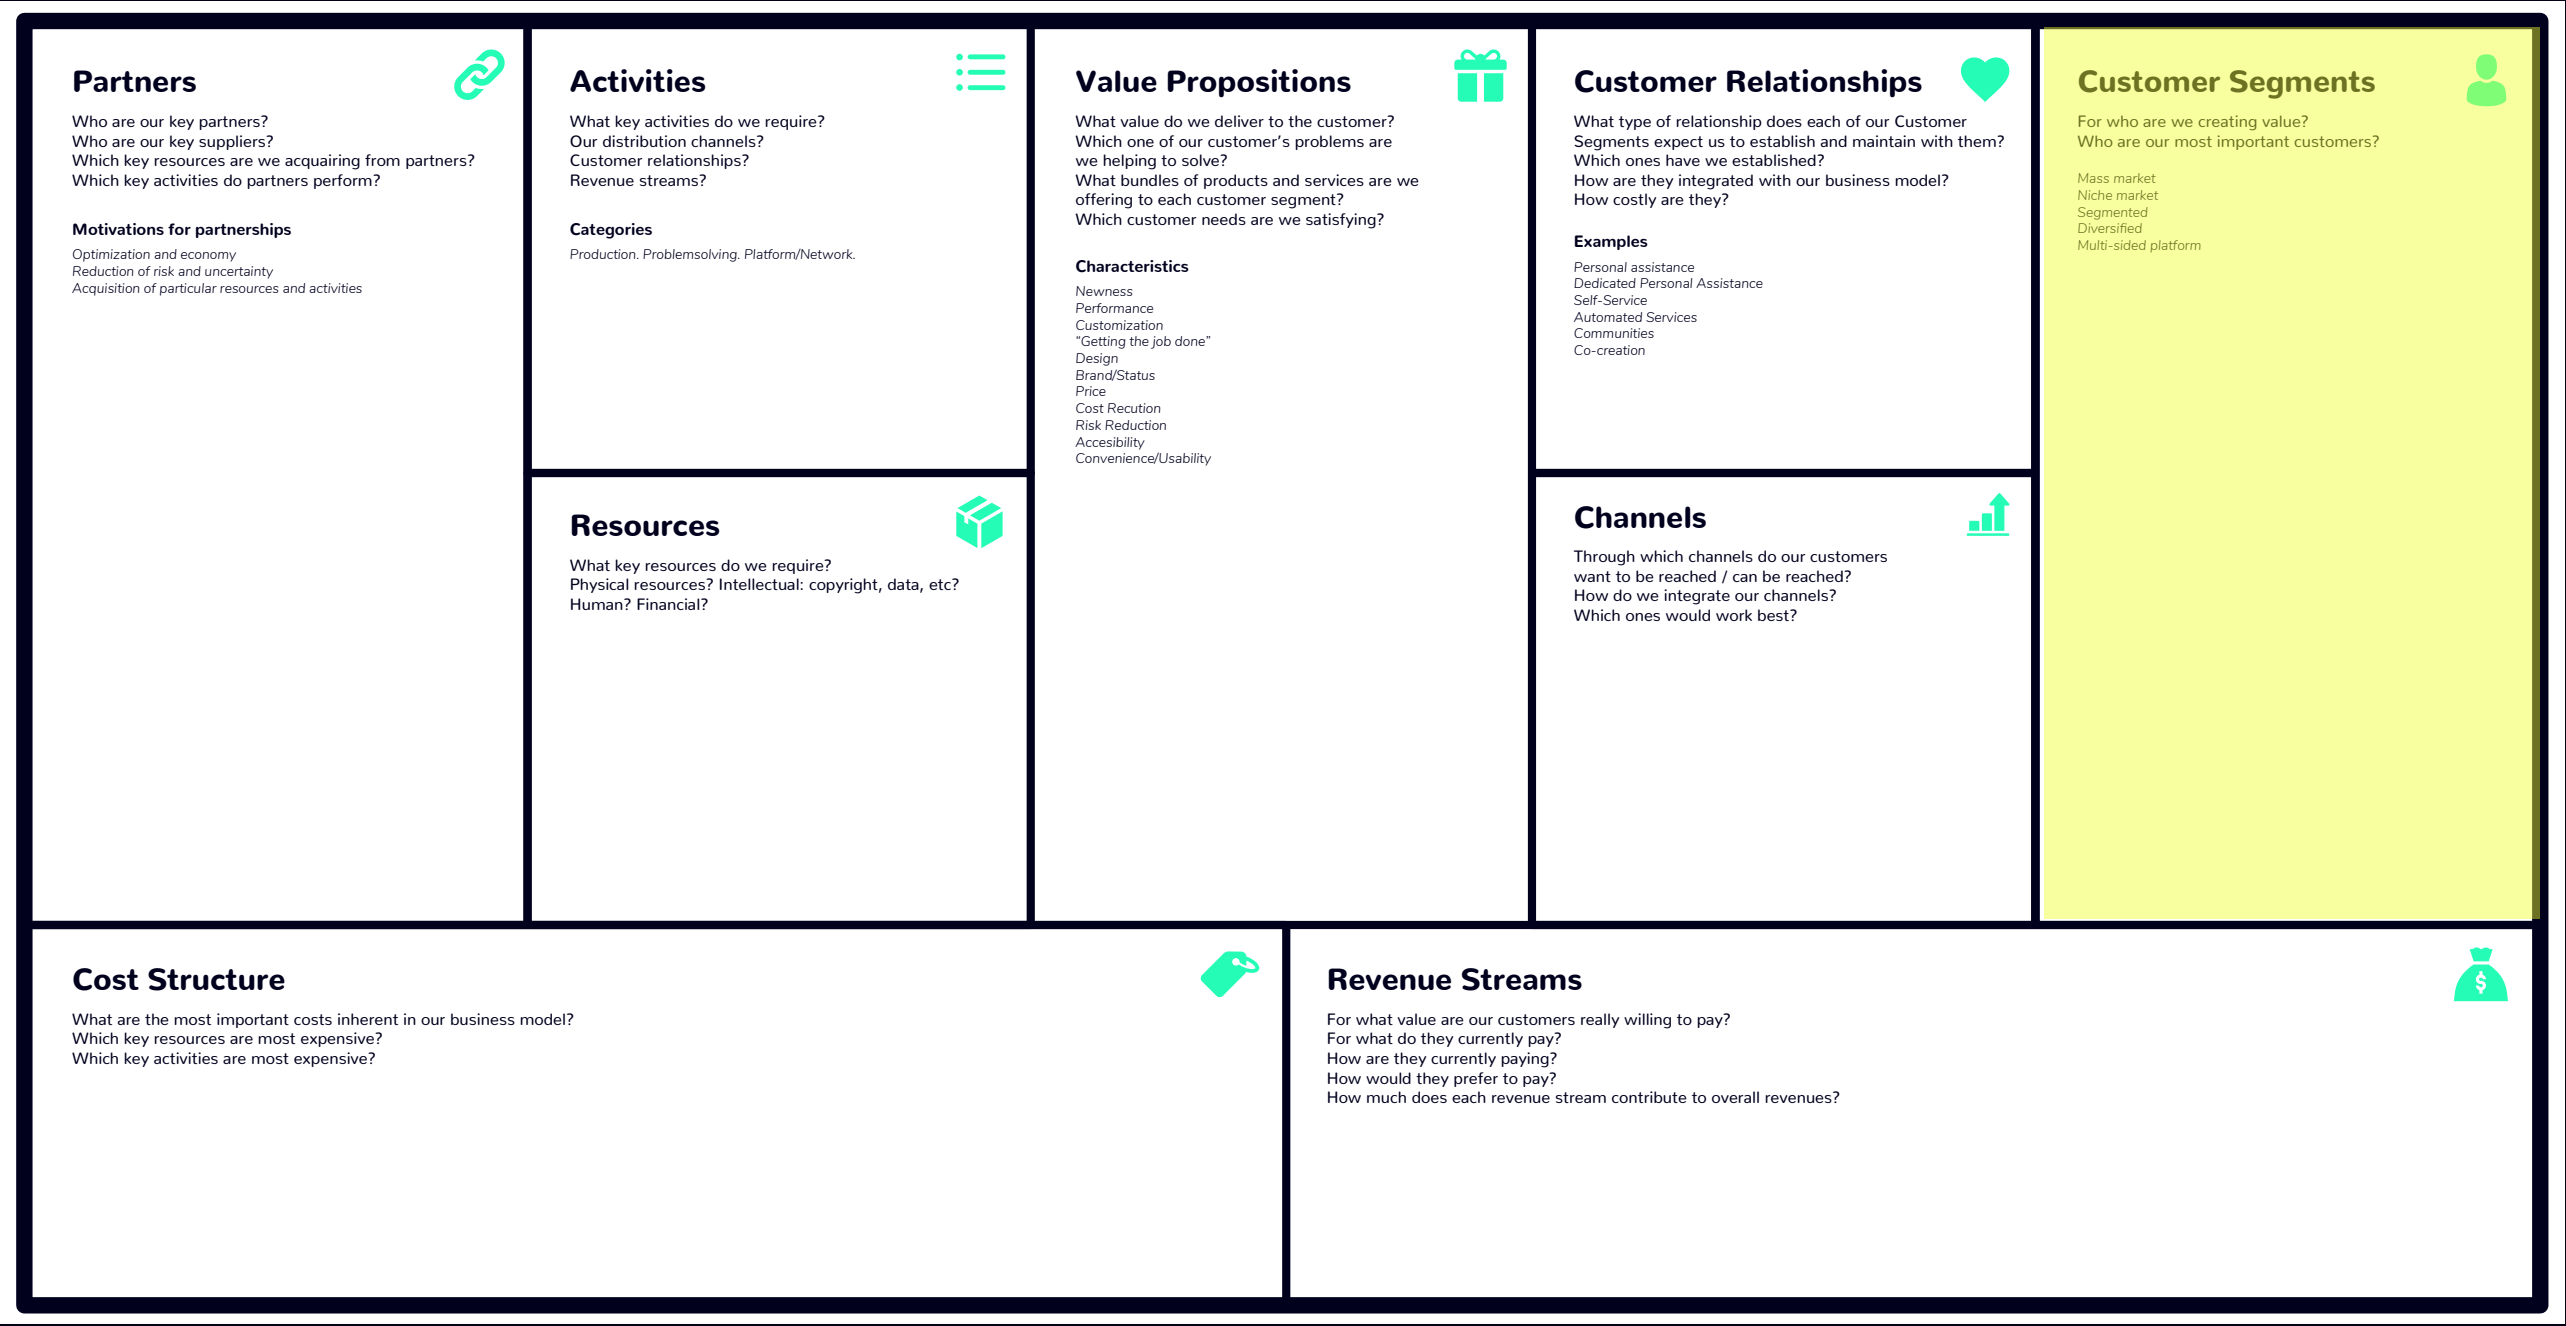 Partners
Who are our key partners?
Who are our key suppliers?
Which key resources are we acquairing from partners?
Which key activities do partners perform?
Motivations for partnerships
Optimization and economy
Reduction of risk and uncertainty
Acquisition of particular resources and activities
Activities
What key activities do we require?
Our distribution channels?
Customer relationships?
Revenue streams?
Categories
Production. Problemsolving. Platform/Network.
Resources
What key resources do we require?
Physical resources? Intellectual: copyright, data, etc?
Human? Financial?
Value Propositions
What value do we deliver to the customer?
Which one of our customer’s problems are
we helping to solve?
What bundles of products and services are we
offering to each customer segment?
Which customer needs are we satisfying?
Characteristics
Newness
Performance
Customization
“Getting the job done”
Design
Brand/Status
Price
Cost Recution
Risk Reduction
Accesibility
Convenience/Usability
Customer Relationships
What type of relationship does each of our Customer
Segments expect us to establish and maintain with them?
Which ones have we established?
How are they integrated with our business model?
How costly are they?
Examples
Personal assistance
Dedicated Personal Assistance
Self-Service
Automated Services
Communities
Co-creation
Channels
Through which channels do our customers
want to be reached / can be reached?
How do we integrate our channels?
Which ones would work best?
Customer Segments
For who are we creating value?
Who are our most important customers?
Mass market
Niche market
Segmented
Diversified
Multi-sided platform
Cost Structure
What are the most important costs inherent in our business model?
Which key resources are most expensive?
Which key activities are most expensive?
Revenue Streams
For what value are our customers really willing to pay?
For what do they currently pay?
How are they currently paying?
How would they prefer to pay?
How much does each revenue stream contribute to overall revenues?
$